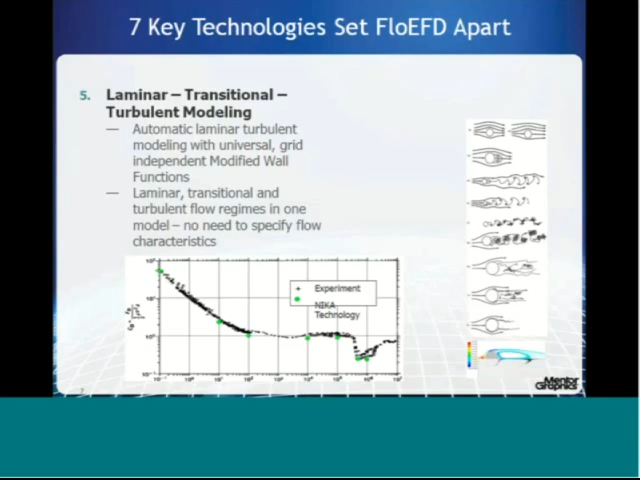 7 Key Technologies Set FloEFD Apart
5. Laminar – Transitional –
Turbulent Modeling
— Automatic laminar turbulent
modeling with universal, grid
independent Modified Wall
Functions
— Laminar, transitional and
turbulent flow regimes in one
model – no need to specify flow
characteristics
Experiment
NIKA
Technology
Mentor
Graphics